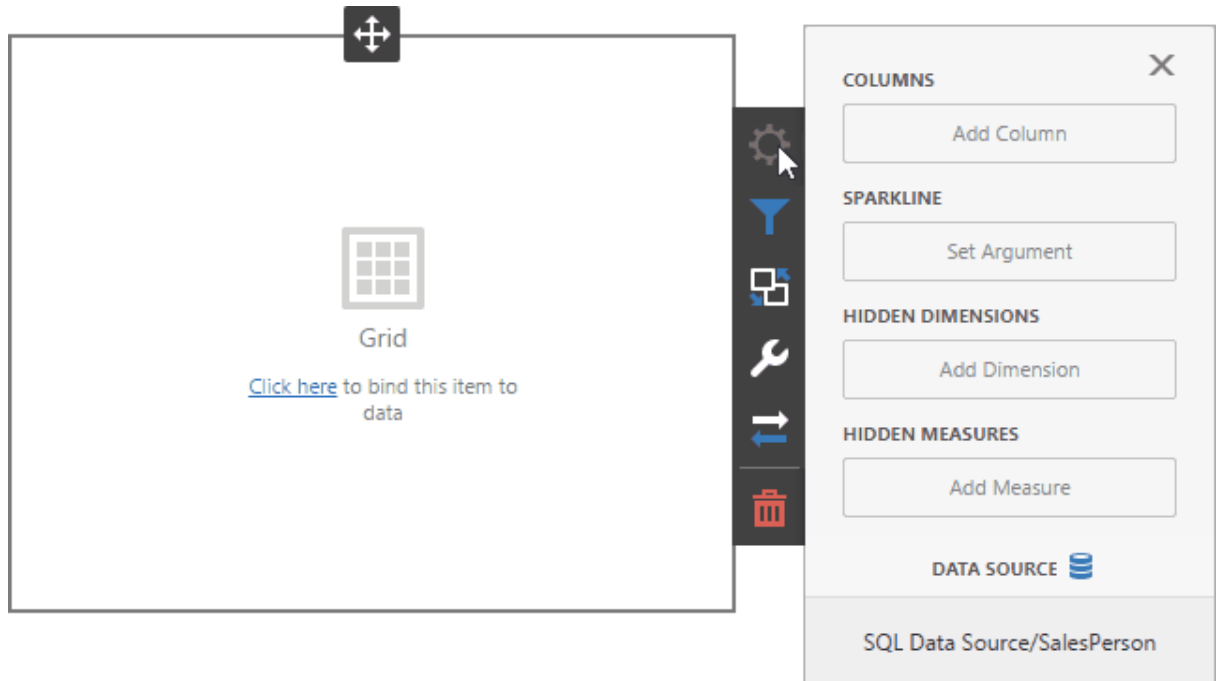 Grid
Click here to bind this item to
data
COLUMNS
Add Column
SPARKLINE
Set Argument
HIDDEN DIMENSIONS
Add Dimension
HIDDEN MEASURES
Add Measure
DATA SOURCE
SQL Data Source/SalesPerson